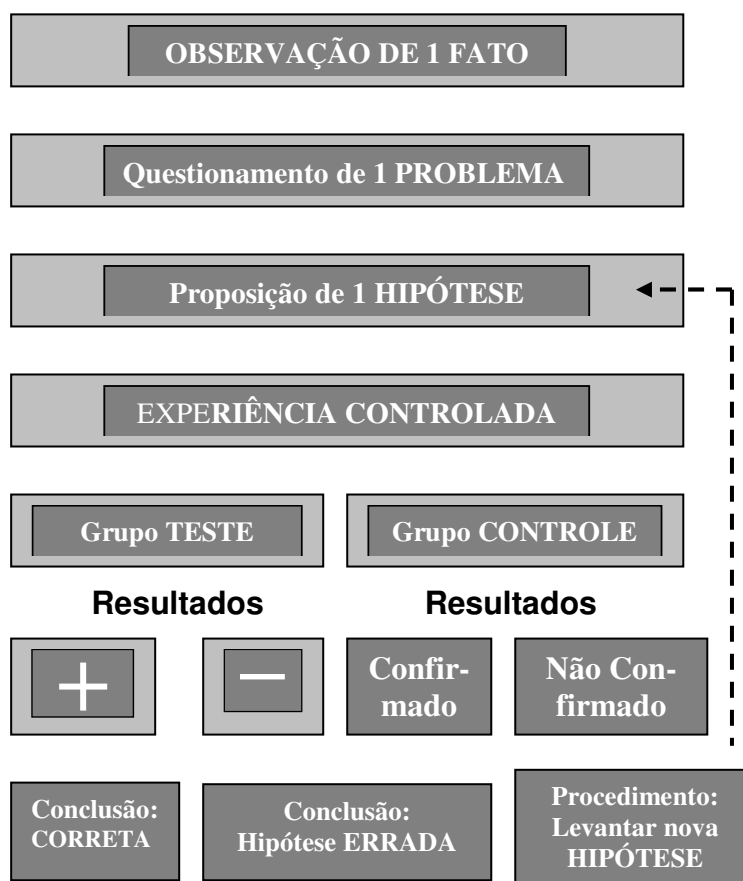 OBSERVAÇÃO DE 1 FATO
Questionamento de 1 PROBLEMA
Proposição de 1 HIPÓTESE
EXPERIÊNCIA CONTROLADA
Grupo TESTE
Grupo CONTROLE
Resultados
Resultados
+
–
Confir-
mado
Não Con-
firmado
Conclusão:
CORRETA
Conclusão:
Hipótese ERRADA
Procedimento:
Levantar nova
HIPÓTESE